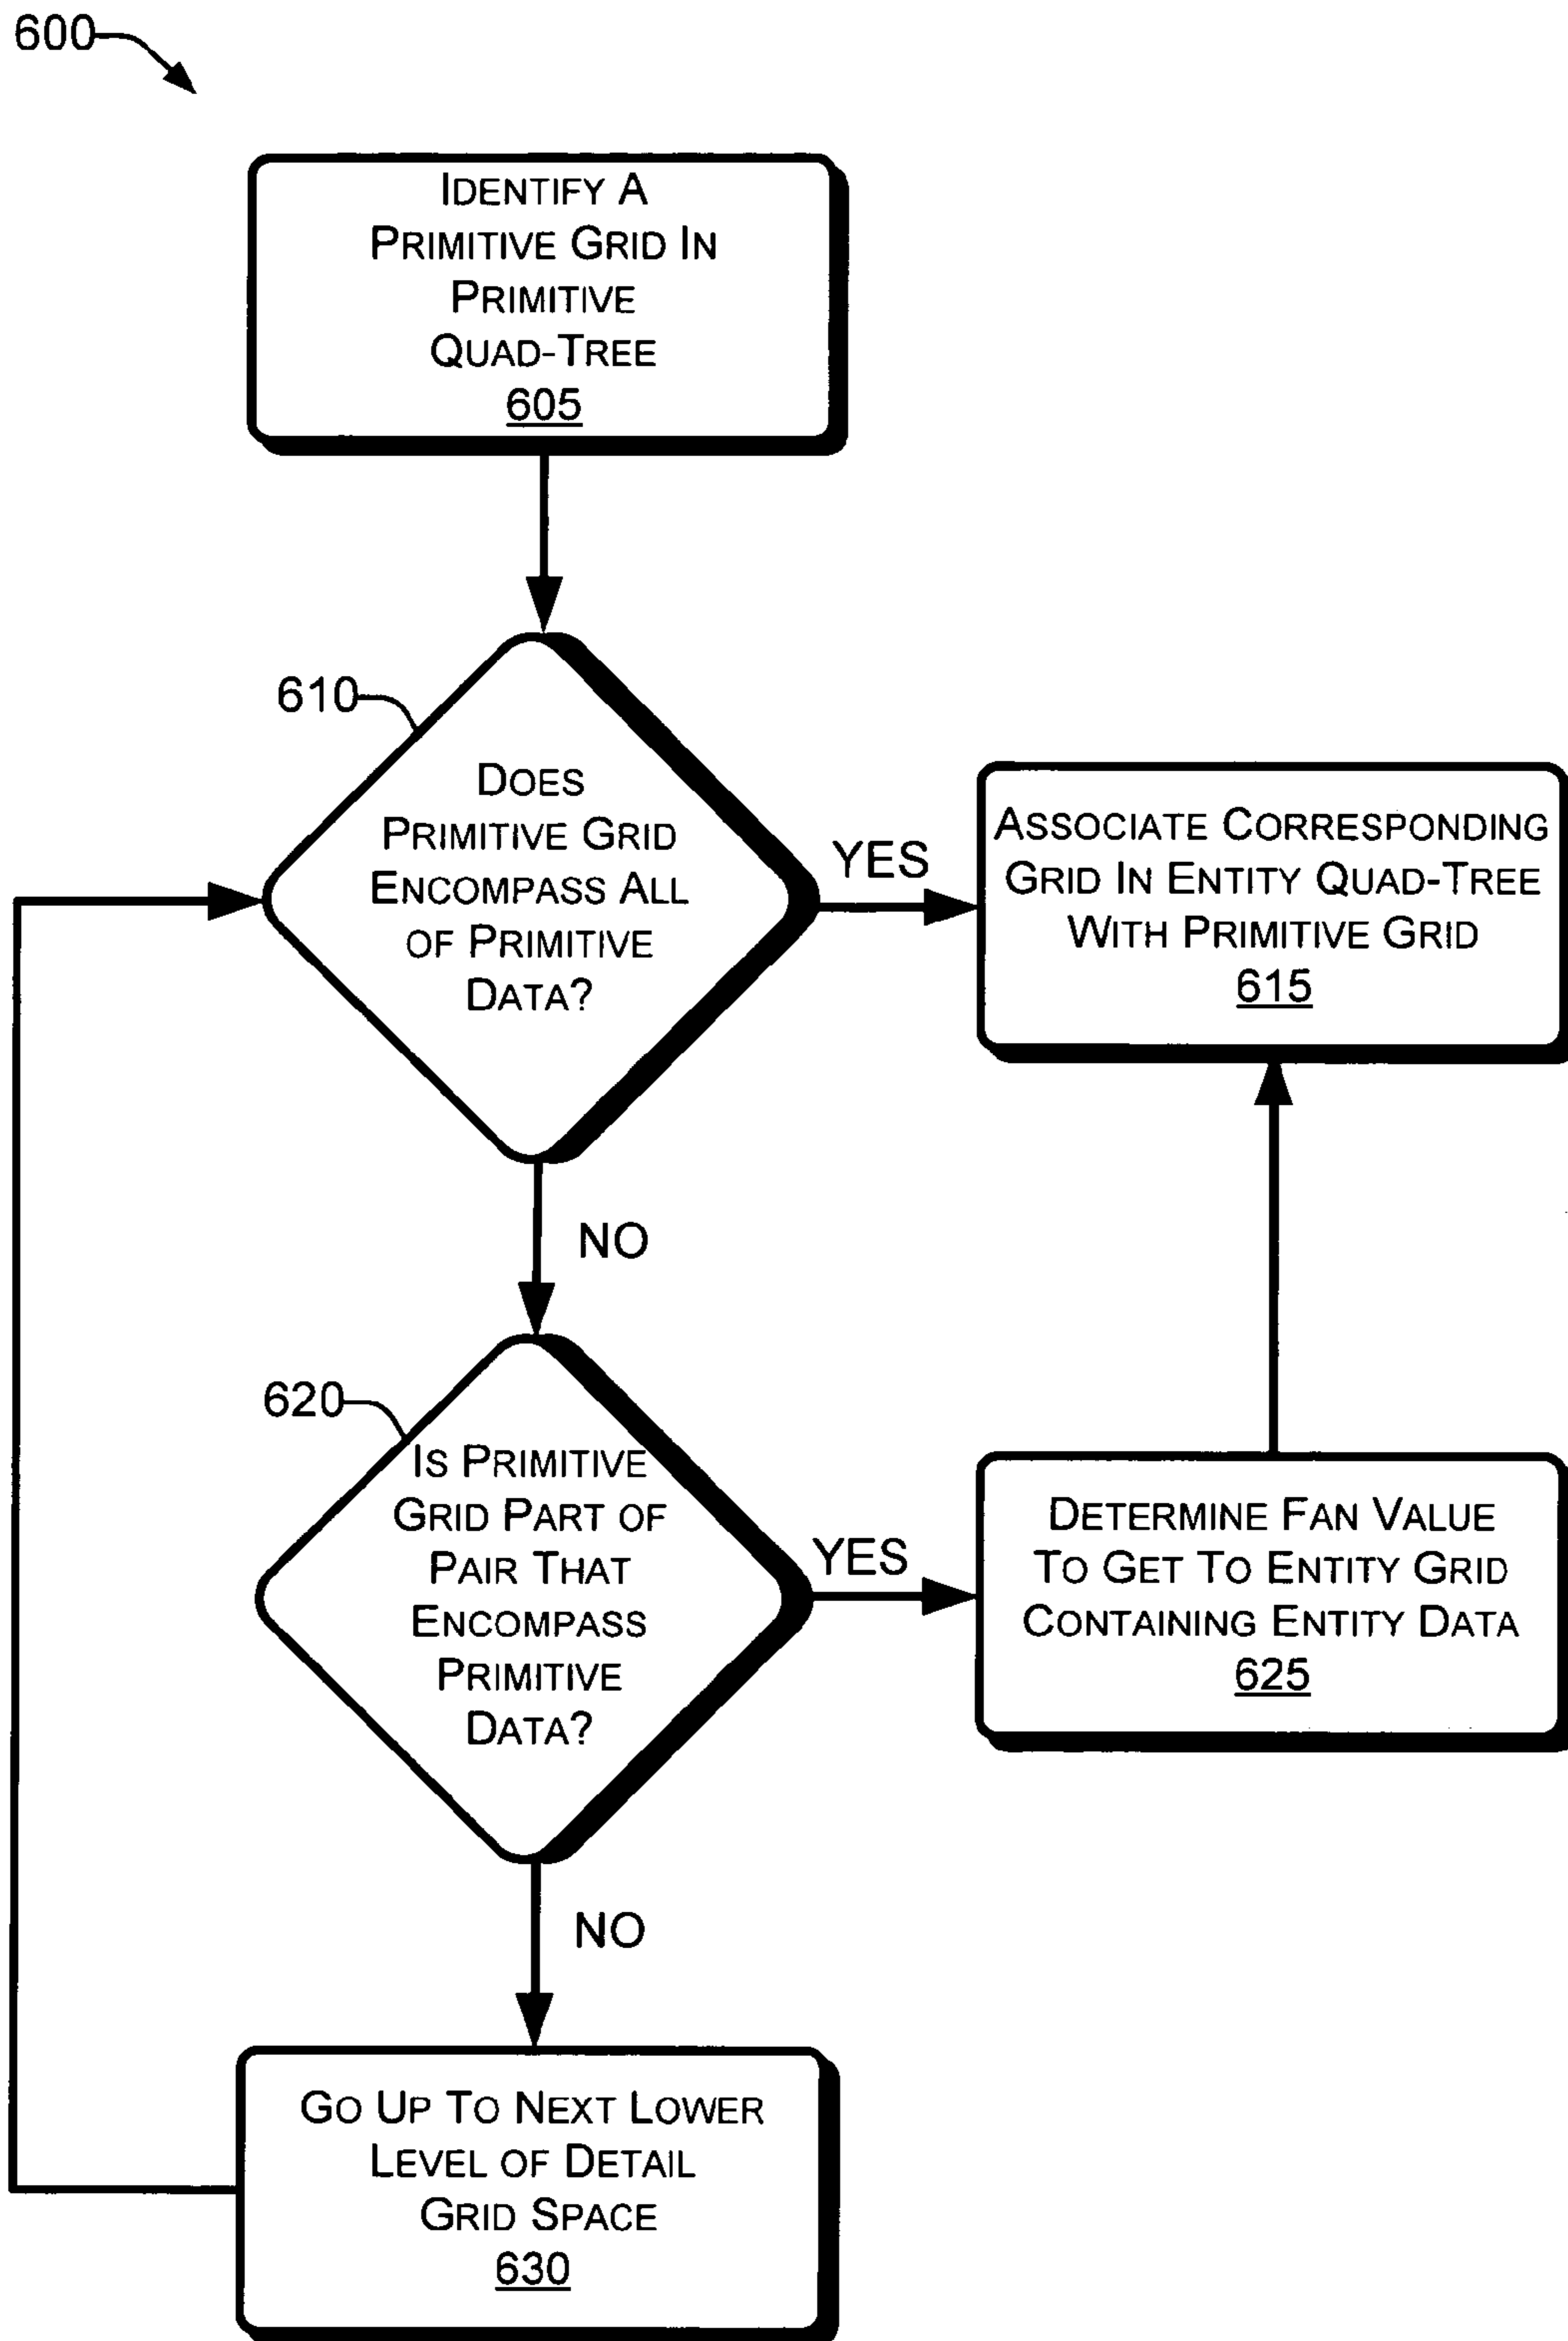 600
IDENTIFY A
PRIMITIVE GRID IN
PRIMITIVE
QUAD-TREE
605
610
DOES
PRIMITIVE GRID
ENCOMPASS ALL
OF PRIMITIVE
DATA?
YES
ASSOCIATE CORRESPONDING
GRID IN ENTITY QUAD-TREE
WITH PRIMITIVE GRID
615
NO
620
IS PRIMITIVE
GRID PART OF
PAIR THAT
ENCOMPASS
PRIMITIVE
DATA?
YES
DETERMINE FAN VALUE
TO GET TO ENTITY GRID
CONTAINING ENTITY DATA
625
NO
GO UP TO NEXT LOWER
LEVEL OF DETAIL
GRID SPACE
630